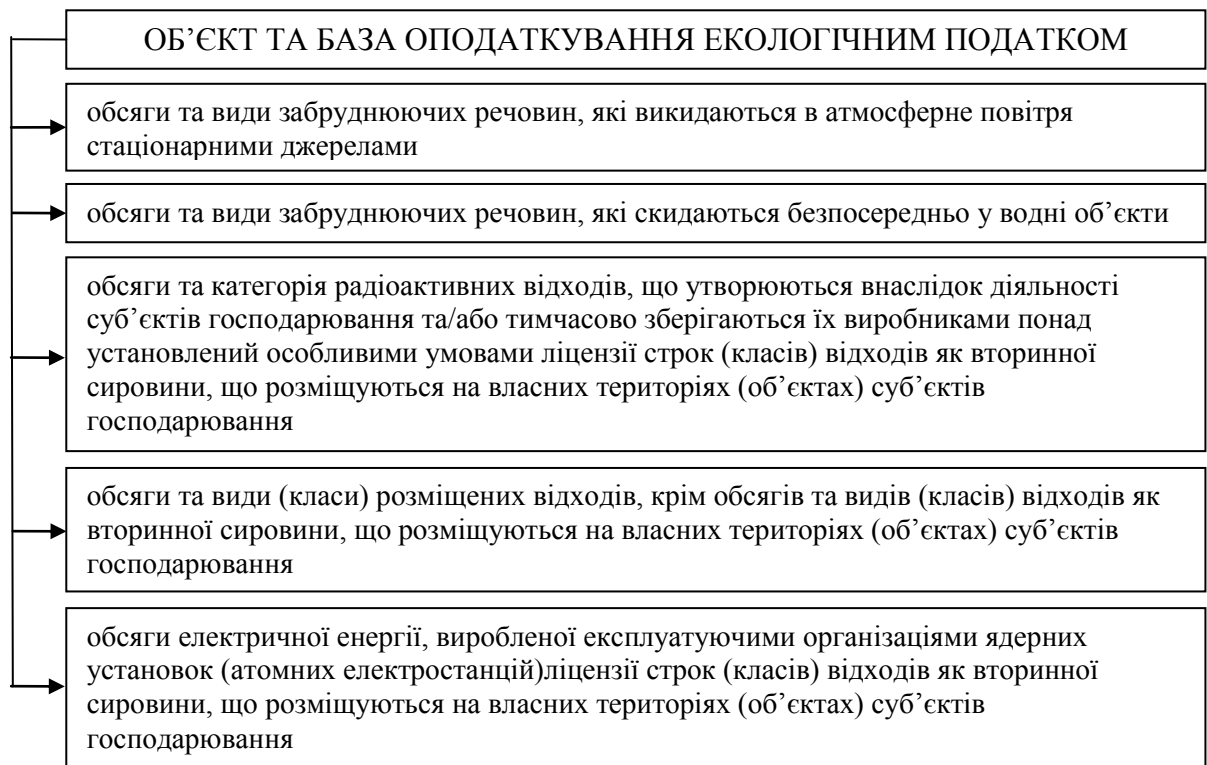 ОБ’ЄКТ ТА БАЗА ОПОДАТКУВАННЯ ЕКОЛОГІЧНИМ ПОДАТКОМ
обсяги та види забруднюючих речовин, які викидаються в атмосферне повітря
стаціонарними джерелами
обсяги та види забруднюючих речовин, які скидаються безпосередньо у водні об’єкти
обсяги та категорія радіоактивних відходів, що утворюються внаслідок діяльності
суб’єктів господарювання та/або тимчасово зберігаються їх виробниками понад
установлений особливими умовами ліцензії строк (класів) відходів як вторинної
сировини, що розміщуються на власних територіях (об’єктах) суб’єктів
господарювання
обсяги та види (класи) розміщених відходів, крім обсягів та видів (класів) відходів як
вторинної сировини, що розміщуються на власних територіях (об’єктах) суб’єктів
господарювання
обсяги електричної енергії, виробленої експлуатуючими організаціями ядерних
установок (атомних електростанцій)ліцензії строк (класів) відходів як вторинної
сировини, що розміщуються на власних територіях (об’єктах) суб’єктів
господарювання